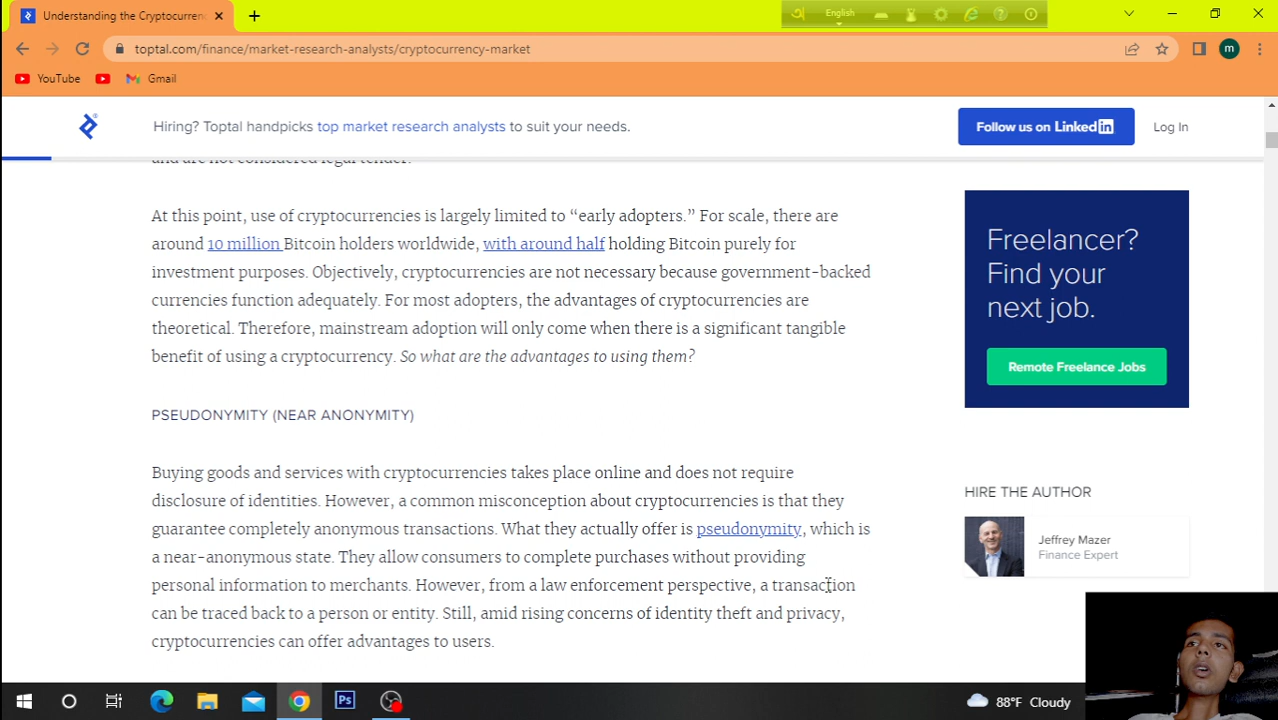 Understanding the Cryptocurrenc
English
toptal.com/finance/market-research-analysts/cryptocurrency-market
m
YouTube
Gmail
Hiring? Toptal handpicks top market research analysts to suit your needs.
Follow us on LinkedIn
Log In
and are not considered legal tender.
At this point, use of cryptocurrencies is largely limited to “early adopters.” For scale, there are
around 10 million Bitcoin holders worldwide, with around half holding Bitcoin purely for
investment purposes. Objectively, cryptocurrencies are not necessary because government-backed
currencies function adequately. For most adopters, the advantages of cryptocurrencies are
theoretical. Therefore, mainstream adoption will only come when there is a significant tangible
benefit of using a cryptocurrency. So what are the advantages to using them?
PSEUDONYMITY (NEAR ANONYMITY)
Buying goods and services with cryptocurrencies takes place online and does not require
disclosure of identities. However, a common misconception about cryptocurrencies is that they
guarantee completely anonymous transactions. What they actually offer is pseudonymity, which is
a near-anonymous state. They allow consumers to complete purchases without providing
personal information to merchants. However, from a law enforcement perspective, a transaction
can be traced back to a person or entity. Still, amid rising concerns of identity theft and privacy,
cryptocurrencies can offer advantages to users.
Freelancer?
Find your
next job.
Remote Freelance Jobs
HIRE THE AUTHOR
Jeffrey Mazer
Finance Expert
Ps
88°F Cloudy